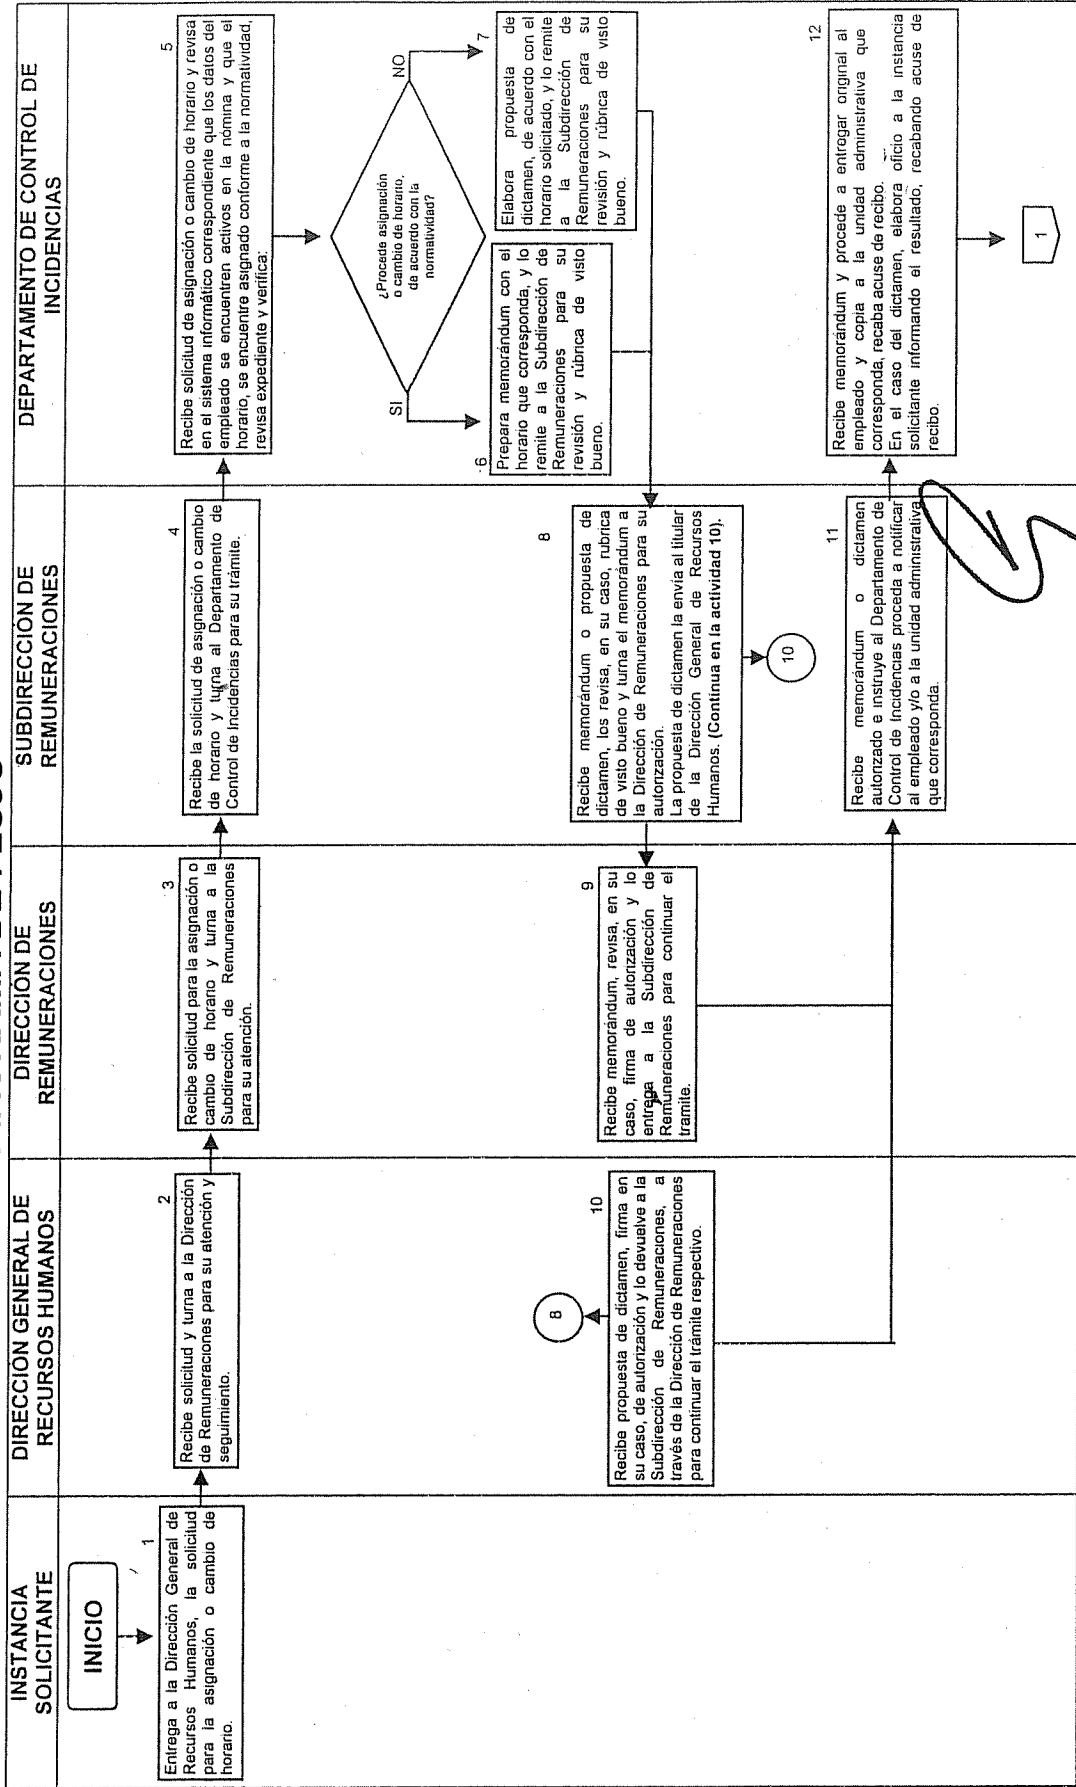 INSTANCIA
SOLICITANTE
DIRECCIÓN GENERAL DE
RECURSOS HUMANOS
DIRECCIÓN DE
REMUNERACIONES
SUBDIRECCIÓN DE
REMUNERACIONES
DEPARTAMENTO DE CONTROL DE
INCIDENCIAS
INICIO
1
Entrega a la Dirección General de
Recursos Humanos, la solicitud
para la asignación o cambio de
horario.
2
Recibe solicitud y turna a la Dirección
de Remuneraciones para su atención y
seguimiento.
3
Recibe solicitud para la asignación o
cambio de horario y turna a la
Subdirección de Remuneraciones
para su atención.
4
Recibe la solicitud de asignación o cambio
de horario y turna al Departamento de
Control de Incidencias para su trámite.
5
Recibe solicitud de asignación o cambio de horario y revisa
en el sistema informático correspondiente que los datos del
empleado se encuentren activos en la nómina y que el
horario, se encuentre asignado conforme a la normatividad,
revisa expediente y verifica:
¿Procede asignación
o cambio de horario,
de acuerdo con la
normatividad?
SI
NO
6
Prepara memorándum con el
horario que corresponda, y lo
remite a la Subdirección de
Remuneraciones para su
revisión y rúbrica de visto
bueno.
7
Elabora propuesta de
dictamen, de acuerdo con el
horario solicitado, y lo remite
a la Subdirección de
Remuneraciones para su
revisión y rúbrica de visto
bueno.
8
Recibe memorándum o propuesta de
dictamen, los revisa, en su caso, rubrica
de visto bueno y turna el memorándum a
la Dirección de Remuneraciones para su
autorización.
La propuesta de dictamen la envía al titular
de la Dirección General de Recursos
Humanos. (Continua en la actividad 10).
10
9
Recibe memorándum, revisa, en su
caso, firma de autorización y lo
entrega a la Subdirección de
Remuneraciones para continuar el
tramite.
8
10
Recibe propuesta de dictamen, firma en
su caso, de autorización y lo devuelve a la
Subdirección de Remuneraciones, a
través de la Dirección de Remuneraciones
para continuar el trámite respectivo.
11
Recibe memorándum o dictamen
autorizado e instruye al Departamento de
Control de Incidencias proceda a notificar
al empleado y/o a la unidad administrativa
que corresponda.
12
Recibe memorándum y procede a entregar original al
empleado y copia a la unidad administrativa que
corresponda, recaba acuse de recibo.
En el caso del dictamen, elabora oficio a la instancia
solicitante informando el resultado, recabando acuse de
recibo.
1